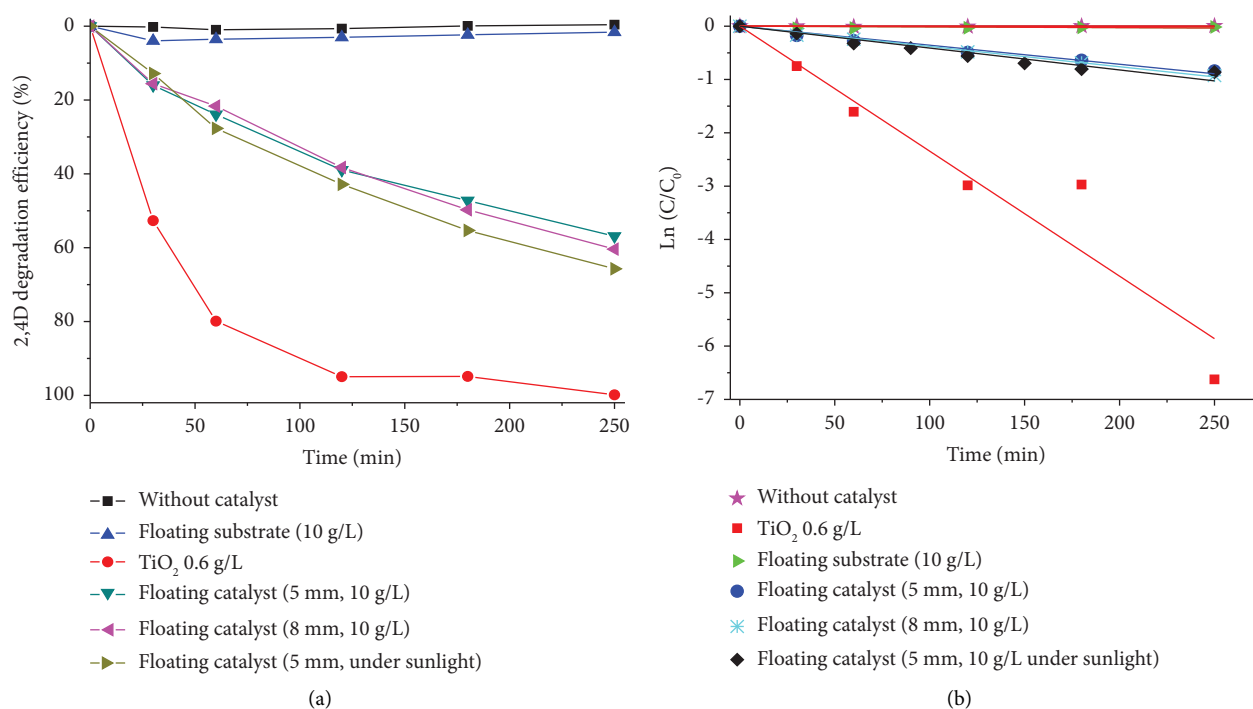 0
20
40
60
80
100
2,4D degradation efficiency (%)
0
50
100
150
200
250
Time (min)
Without catalyst
Floating substrate (10 g/L)
TiO₂ 0.6 g/L
Floating catalyst (5 mm, 10 g/L)
Floating catalyst (8 mm, 10 g/L)
Floating catalyst (5 mm, under sunlight)
(a)
0
-1
-2
-3
-4
-5
-6
-7
Ln (C/C₀)
0
50
100
150
200
250
Time (min)
Without catalyst
TiO₂ 0.6 g/L
Floating substrate (10 g/L)
Floating catalyst (5 mm, 10 g/L)
Floating catalyst (8 mm, 10 g/L)
Floating catalyst (5 mm, 10 g/L under sunlight)
(b)